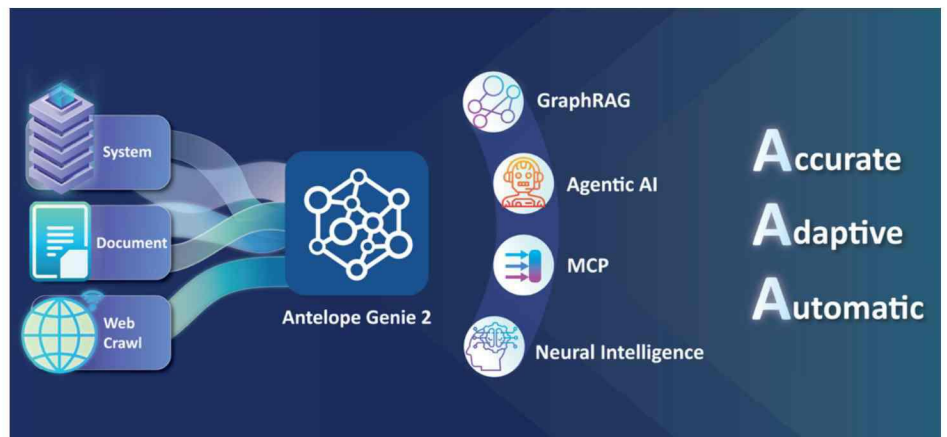 System
Document
Web
Crawl
Antelope Genie 2
GraphRAG
Agentic AI
MCP
Neural Intelligence
Accurate
Adaptive
Automatic